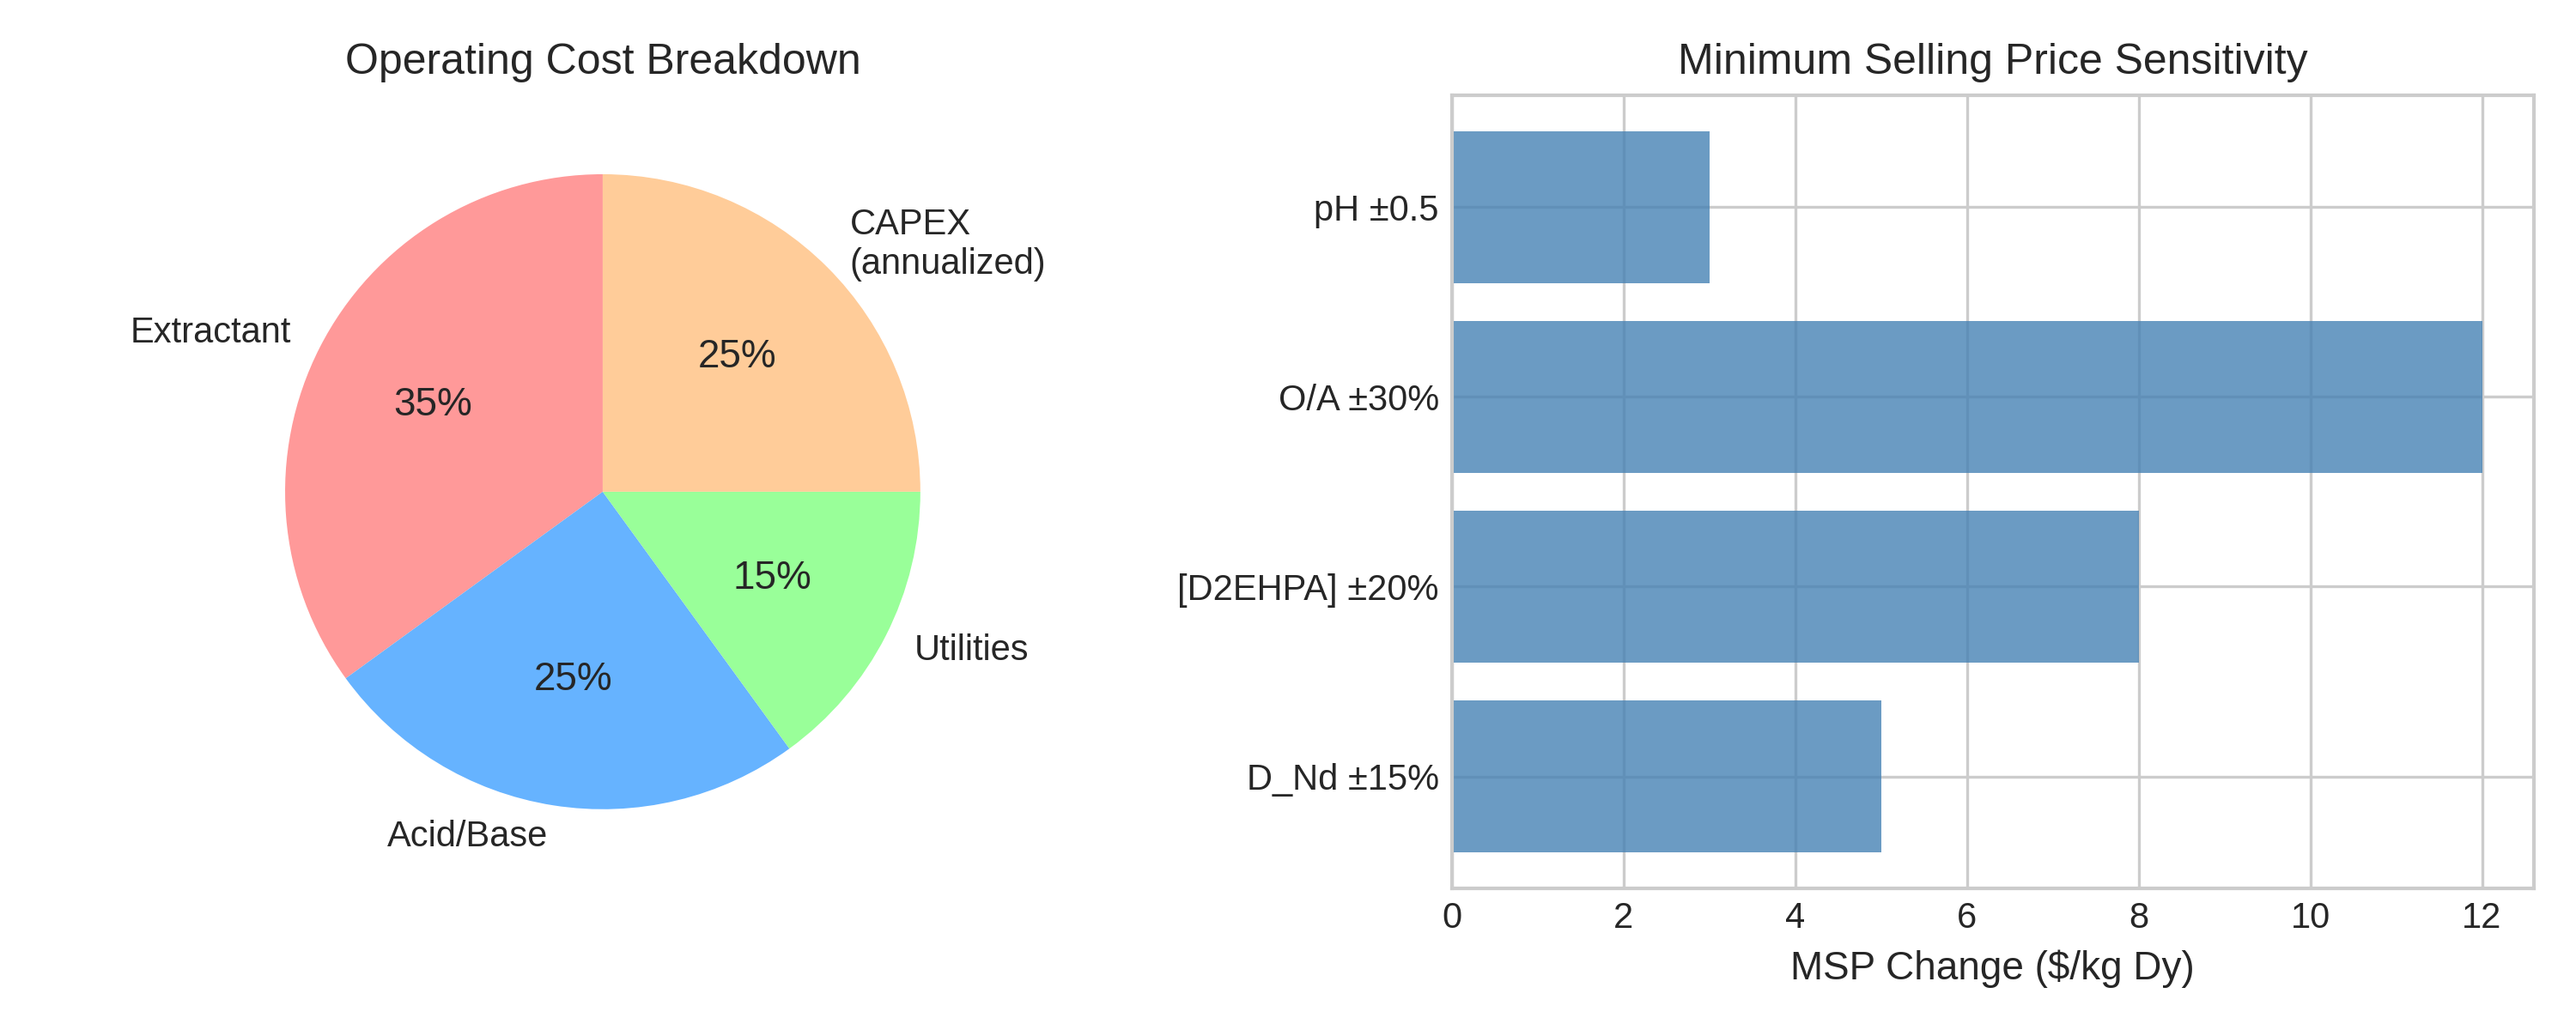 Operating Cost Breakdown
CAPEX
(annualized)
25%
Extractant
35%
15%
Utilities
25%
Acid/Base
Minimum Selling Price Sensitivity
pH ±0.5
O/A ±30%
[D2EHPA] ±20%
D_Nd ±15%
0 2 4 6 8 10 12
MSP Change ($/kg Dy)